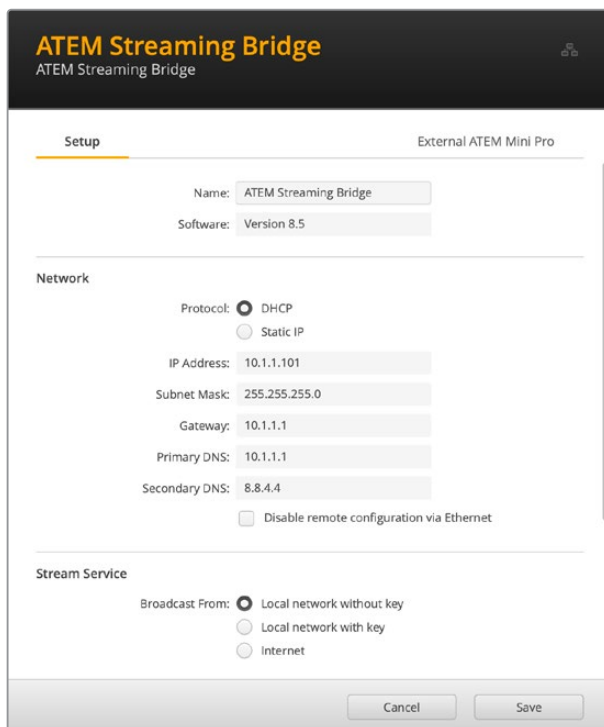 ATEM Streaming Bridge
ATEM Streaming Bridge
Setup External ATEM Mini Pro
Name: ATEM Streaming Bridge
Software: Version 8.5
Network
Protocol: DHCP
Static IP
IP Address: 10.1.1.101
Subnet Mask: 255.255.255.0
Gateway: 10.1.1.1
Primary DNS: 10.1.1.1
Secondary DNS: 8.8.4.4
Disable remote configuration via Ethernet
Stream Service
Broadcast From: Local network without key
Local network with key
Internet
Cancel Save